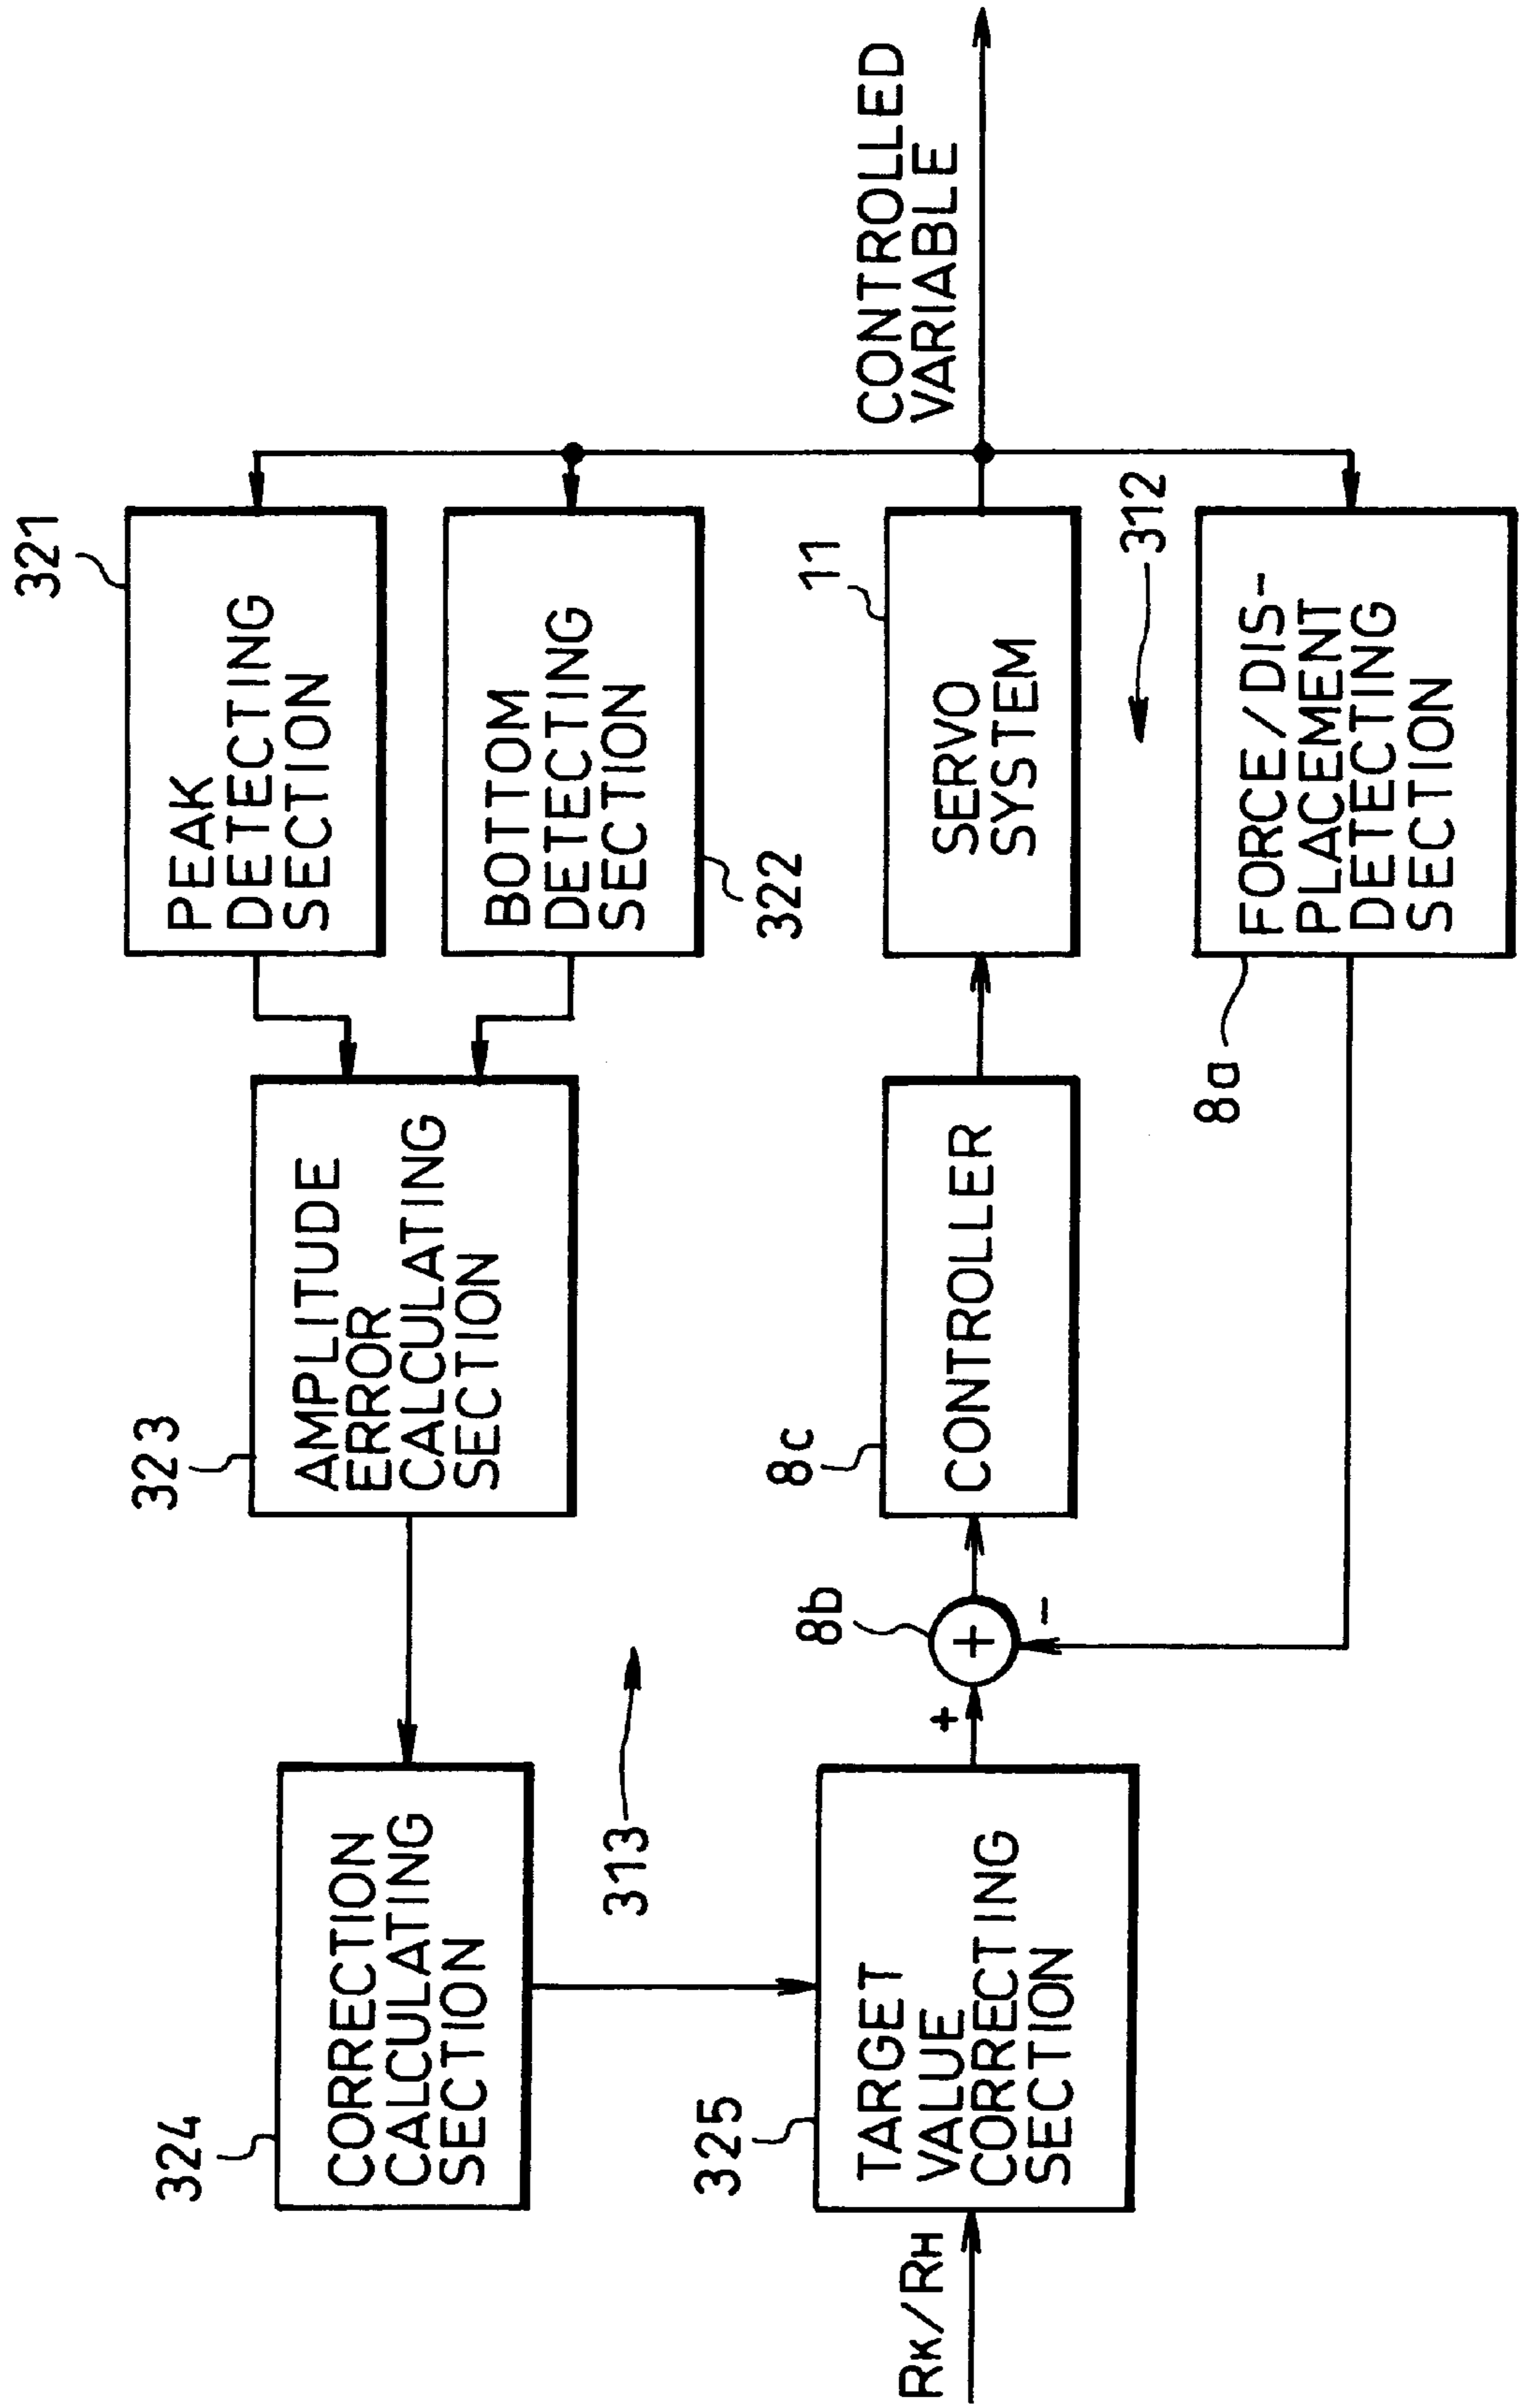 324
CORRECTION
CALCULATING
SECTION
323
AMPLITUDE
ERROR
CALCULATING
SECTION
321
PEAK
DETECTING
SECTION
BOTTOM
DETECTING
SECTION
322
313
RK/RH
325
TARGET
VALUE
CORRECTING
SECTION
+
8b
+
-
8c
CONTROLLER
11
SERVO
SYSTEM
CONTROLLED
VARIABLE
312
8a
FORCE/DIS-
PLACEMENT
DETECTING
SECTION